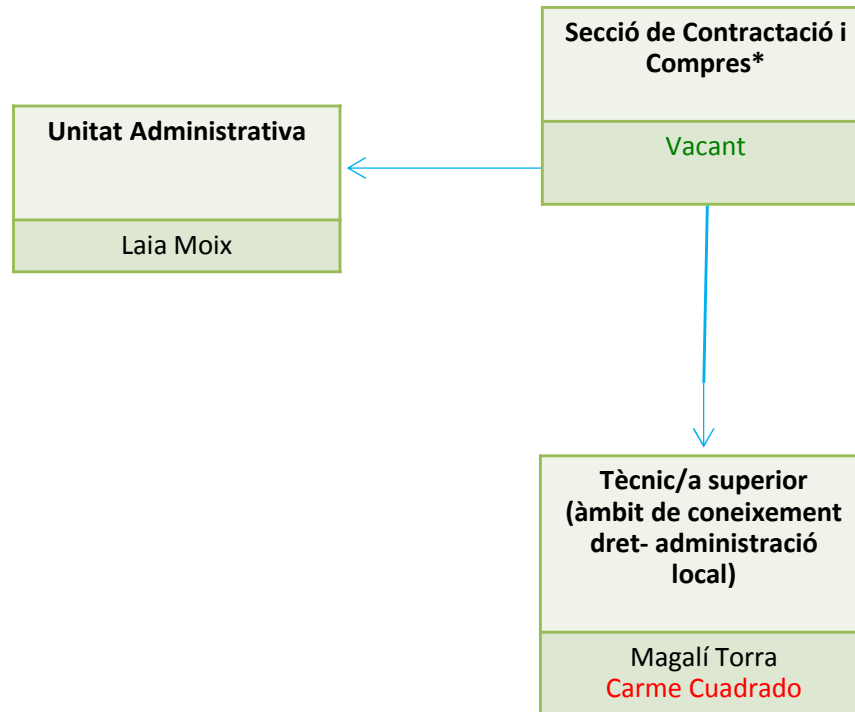 Secció de Contractació i
Compres*
Vacant
Unitat Administrativa
Laia Moix
Tècnic/a superior
(àmbit de coneixement
dret- administració
local)
Magalí Torra
Carme Cuadrado